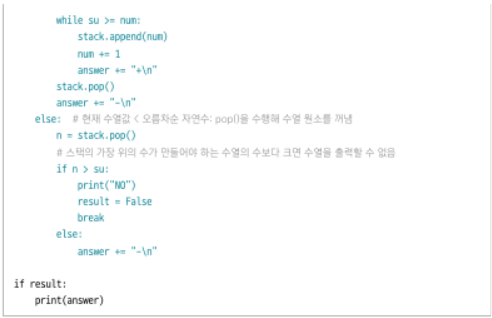 while su >= num:
            stack.append(num)
            num += 1
            answer += "+\n"
        stack.pop()
        answer += "-\n"
    else:  # 현재 수열값 < 오름차순 자연수: pop()을 수행해 수열 원소를 꺼냄
        n = stack.pop()
        # 스택의 가장 위의 수가 만들어야 하는 수열의 수보다 크면 수열을 출력할 수 없음
        if n > su:
            print("NO")
            result = False
            break
        else:
            answer += "-\n"
if result:
    print(answer)